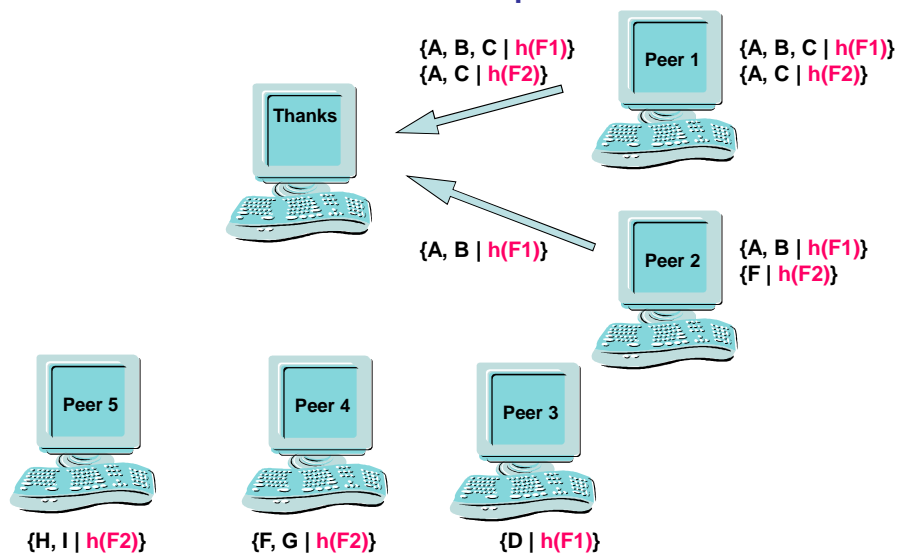 {A, B, C | h(F1)}
{A, C | h(F2)}
Peer 1
{A, B, C | h(F1)}
{A, C | h(F2)}
Thanks
{A, B | h(F1)}
Peer 2
{A, B | h(F1)}
{F | h(F2)}
Peer 5
Peer 4
Peer 3
{H, I | h(F2)}
{F, G | h(F2)}
{D | h(F1)}